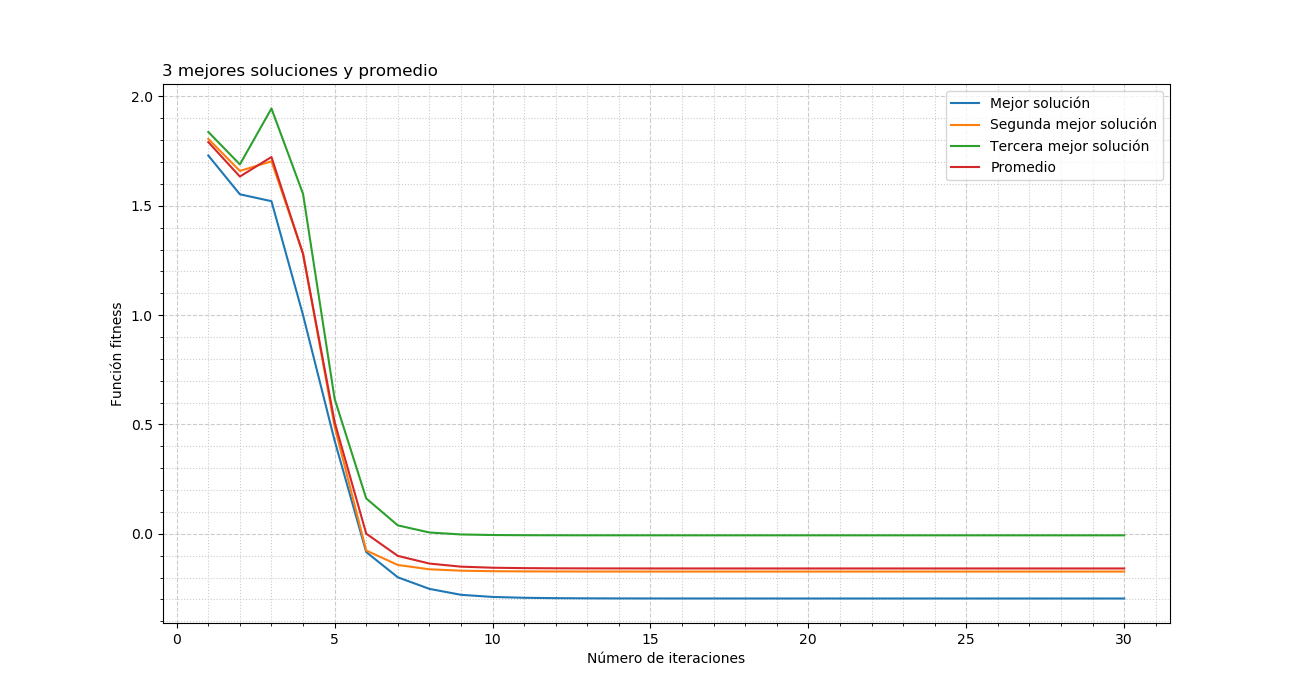 3 mejores soluciones y promedio
2.0
1.5
1.0
0.5
0.0
Función fitness
Mejor solución
Segunda mejor solución
Tercera mejor solución
Promedio
0 5 10 15 20 25 30
Número de iteraciones